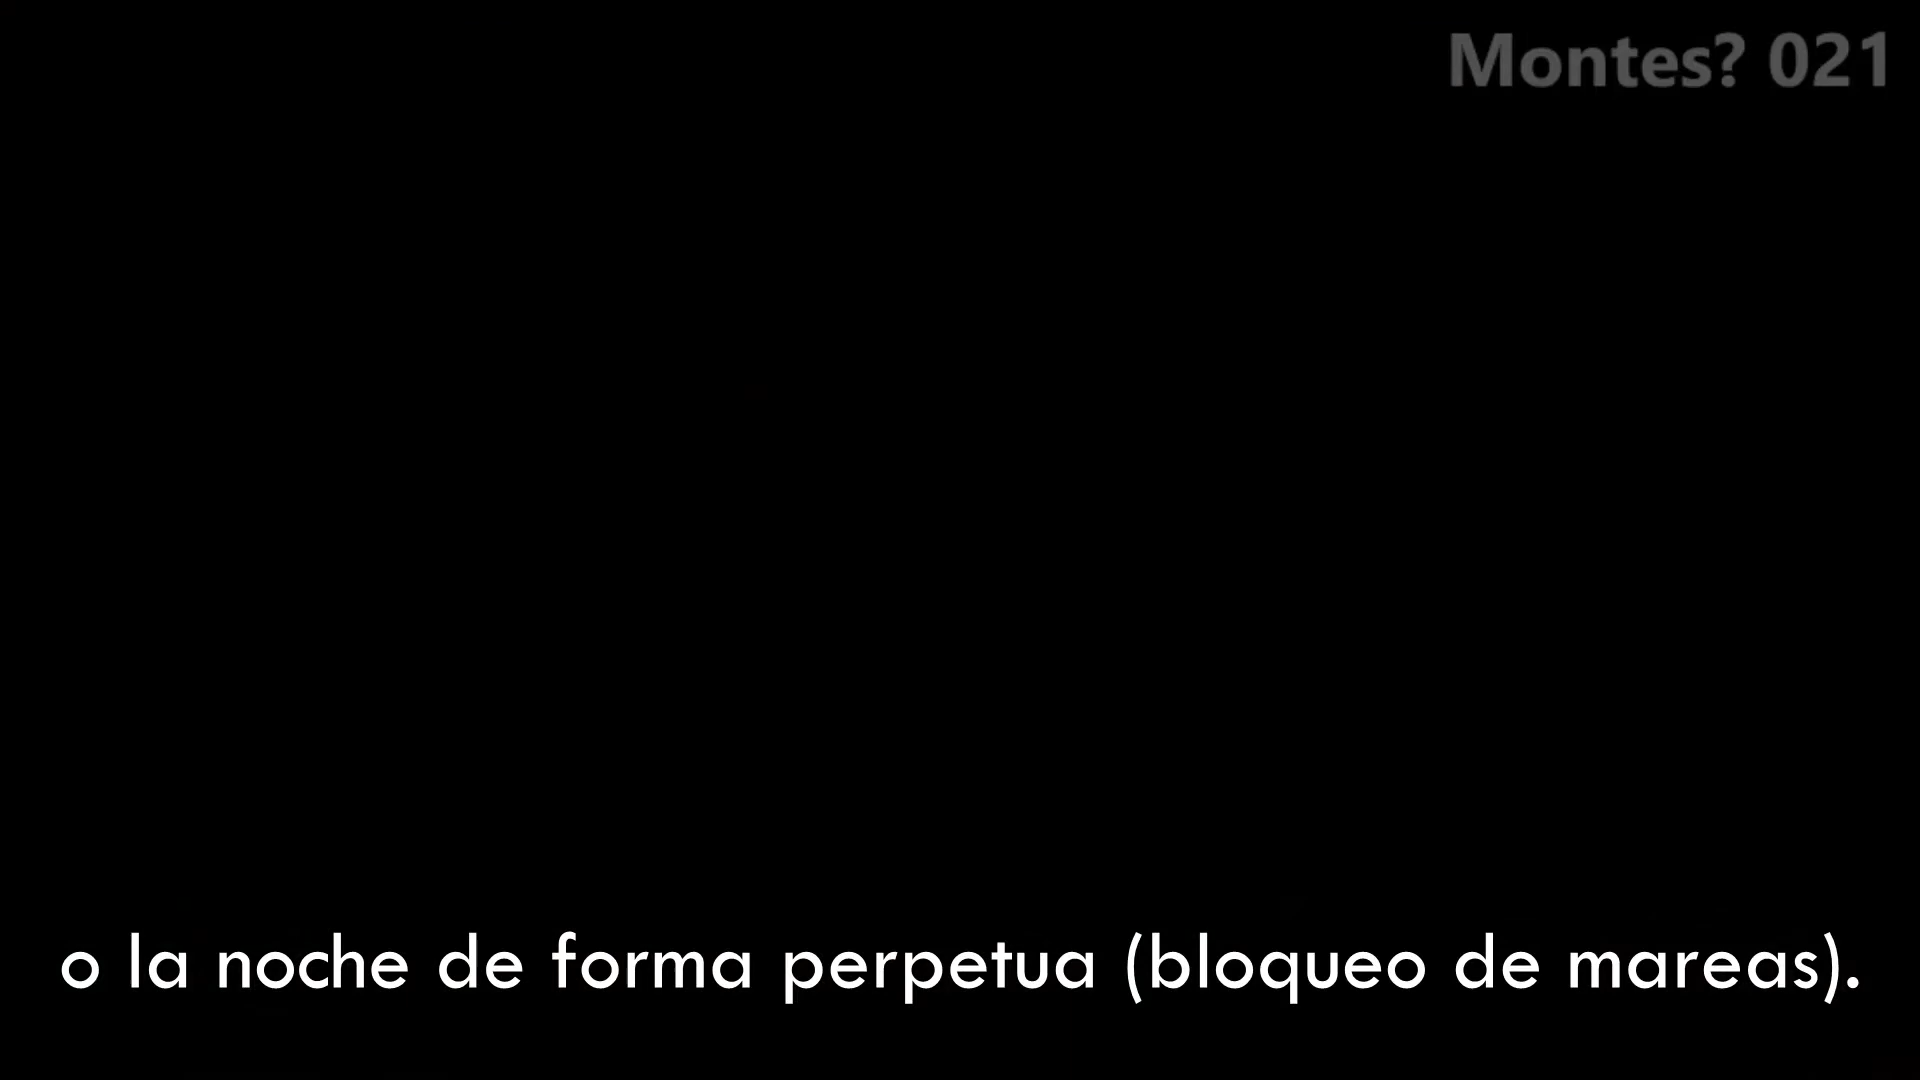 Montes? 021
o la noche de forma perpetua (bloqueo de mareas).